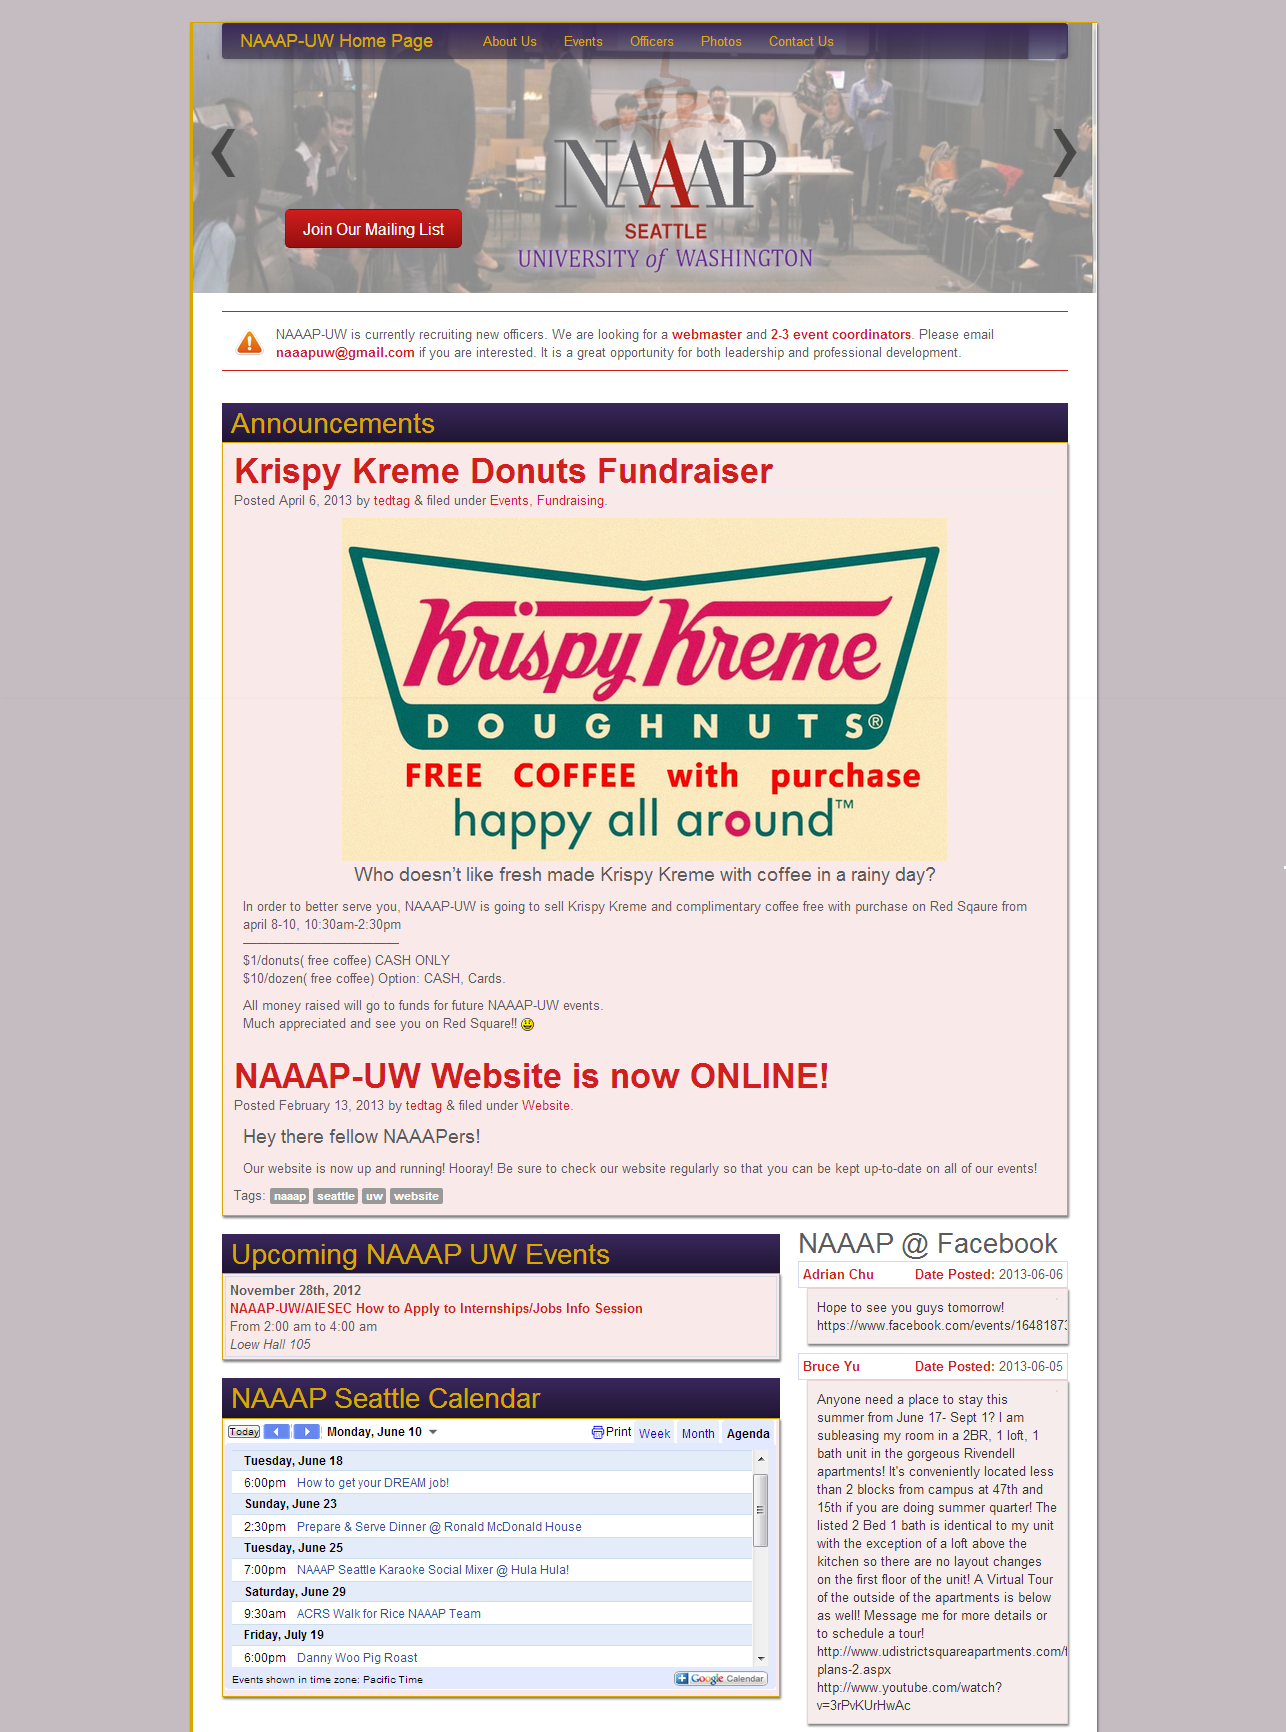 NAAAP-UW Home Page About Us Events Officers Photos Contact Us
NAAAP
SEATTLE
UNIVERSITY of WASHINGTON
Join Our Mailing List
NAAAP-UW is currently recruiting new officers. We are looking for a webmaster and 2-3 event coordinators. Please email
naaapuw@gmail.com if you are interested. It is a great opportunity for both leadership and professional development.
Announcements
Krispy Kreme Donuts Fundraiser
Posted April 6, 2013 by tedtag & filed under Events, Fundraising.
Krispy Kreme
DOUGHNUTS®
FREE COFFEE with purchase
happy all around™
Who doesn't like fresh made Krispy Kreme with coffee in a rainy day?
In order to better serve you, NAAAP-UW is going to sell Krispy Kreme and complimentary coffee free with purchase on Red Sqaure from
april 8-10, 10:30am-2:30pm
$1/donuts( free coffee) CASH ONLY
$10/dozen( free coffee) Option: CASH, Cards.
All money raised will go to funds for future NAAAP-UW events.
Much appreciated and see you on Red Square!!
NAAAP-UW Website is now ONLINE!
Posted February 13, 2013 by tedtag & filed under Website.
Hey there fellow NAAAPers!
Our website is now up and running! Hooray! Be sure to check our website regularly so that you can be kept up-to-date on all of our events!
Tags: naaap seattle uw website
Upcoming NAAAP UW Events
November 28th, 2012
NAAAP-UW/AIESEC How to Apply to Internships/Jobs Info Session
From 2:00 am to 4:00 am
Loew Hall 105
NAAAP Seattle Calendar
Today Monday, June 10 Print Week Month Agenda
Tuesday, June 18
6:00pm How to get your DREAM job!
Sunday, June 23
2:30pm Prepare & Serve Dinner @ Ronald McDonald House
Tuesday, June 25
7:00pm NAAAP Seattle Karaoke Social Mixer @ Hula Hula!
Saturday, June 29
9:30am ACRS Walk for Rice NAAAP Team
Friday, July 19
6:00pm Danny Woo Pig Roast
Events shown in time zone: Pacific Time
Google Calendar
NAAAP @ Facebook
Adrian Chu Date Posted: 2013-06-06
Hope to see you guys tomorrow!
https://www.facebook.com/events/16481873
Bruce Yu Date Posted: 2013-06-05
Anyone need a place to stay this
summer from June 17- Sept 1? I am
subleasing my room in a 2BR, 1 loft, 1
bath unit in the gorgeous Rivendell
apartments! It's conveniently located less
than 2 blocks from campus at 47th and
15th if you are doing summer quarter! The
listed 2 Bed 1 bath is identical to my unit
with the exception of a loft above the
kitchen so there are no layout changes
on the first floor of the unit! A Virtual Tour
of the outside of the apartments is below
as well! Message me for more details or
to schedule a tour!
http://www.udistrictsquareapartments.com/f
plans-2.aspx
http://www.youtube.com/watch?
v=3rPvKUrHwAc